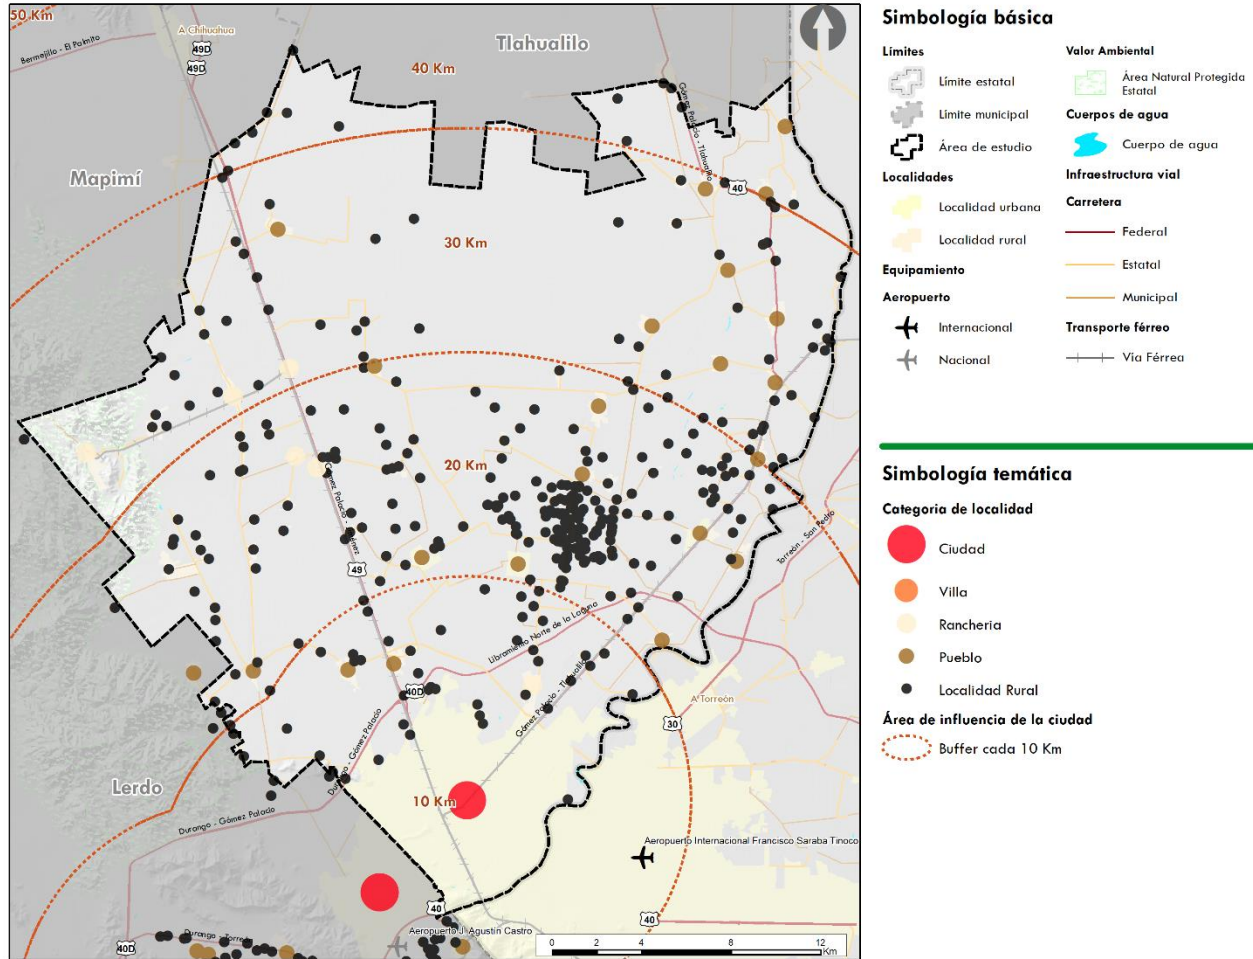 50 Km
A Chihuahua
49D
49D
Bermejillo - El Palmito
Tlahualilo
40 Km
Gómez Palacio - Tlahualilo
Mapimí
40
30 Km
20 Km
Gómez Palacio - Jiménez
49
Torreón - San Pedro
Libramiento Norte de la Laguna
40D
Gómez Palacio - Tlahualilo
A Torreón
30
Durango - Gómez Palacio
Lerdo
10 Km
Durango - Gómez Palacio
Aeropuerto Internacional Francisco Saraba Tinoco
40
40
Aeropuerto J. Agustín Castro
Durango - Torreón
40D
0 2 4 8 12
Km
Simbología básica
Límites
Límite estatal
Límite municipal
Área de estudio
Localidades
Localidad urbana
Localidad rural
Equipamiento
Aeropuerto
Internacional
Nacional
Valor Ambiental
Área Natural Protegida
Estatal
Cuerpos de agua
Cuerpo de agua
Infraestructura vial
Carretera
Federal
Estatal
Municipal
Transporte férreo
Vía Férrea
Simbología temática
Categoria de localidad
Ciudad
Villa
Rancheria
Pueblo
Localidad Rural
Área de influencia de la ciudad
Buffer cada 10 Km